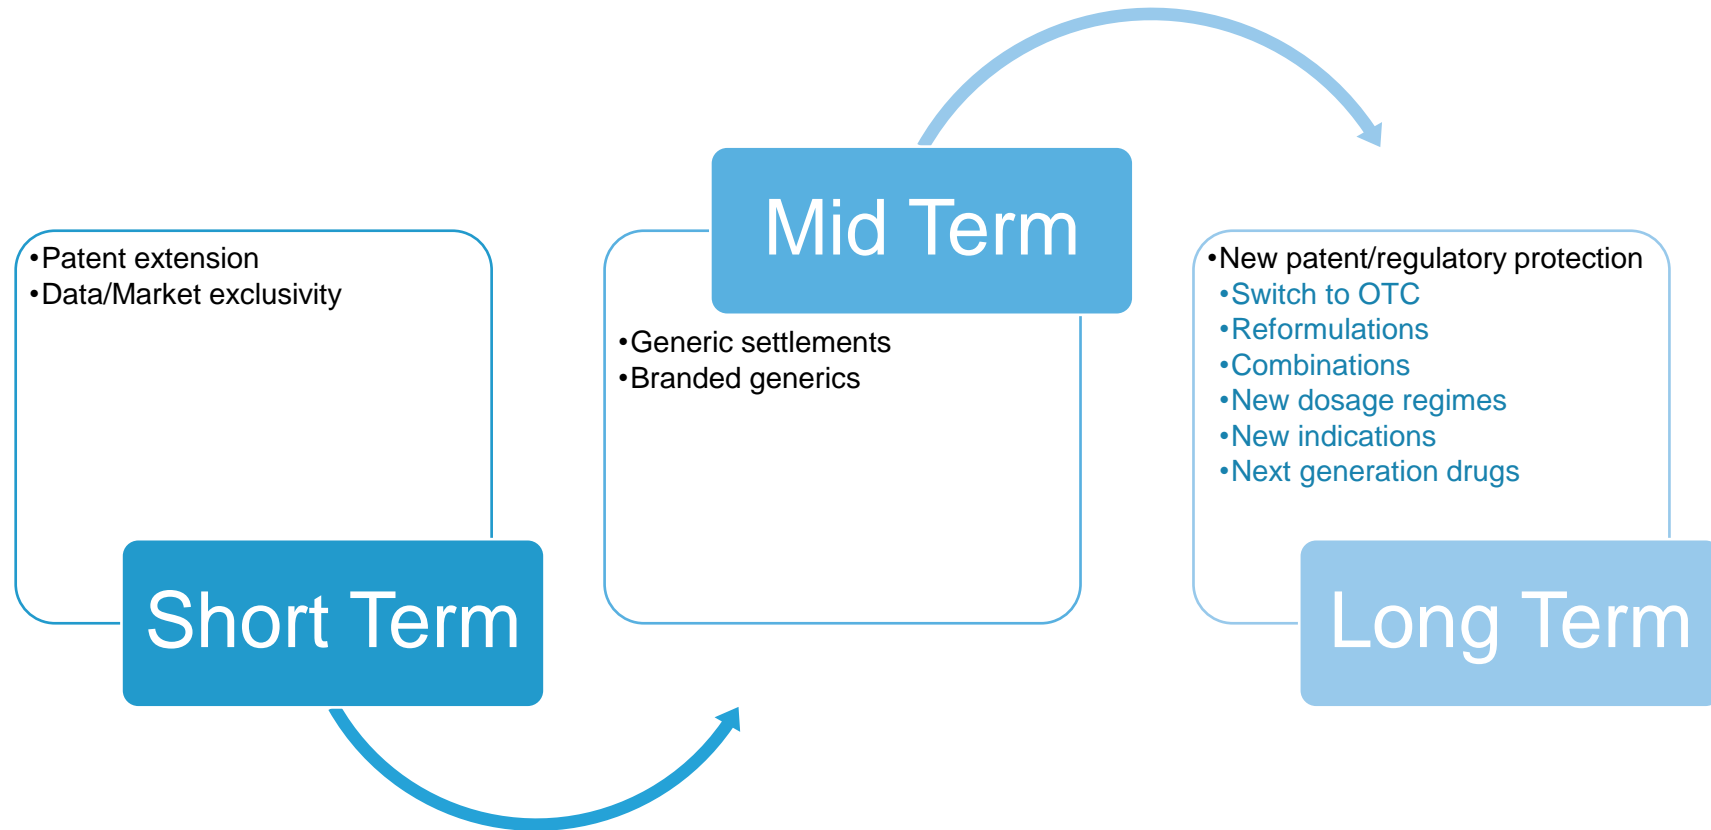 •Patent extension
•Data/Market exclusivity
Short Term
Mid Term
•Generic settlements
•Branded generics
•New patent/regulatory protection
•Switch to OTC
•Reformulations
•Combinations
•New dosage regimes
•New indications
•Next generation drugs
Long Term